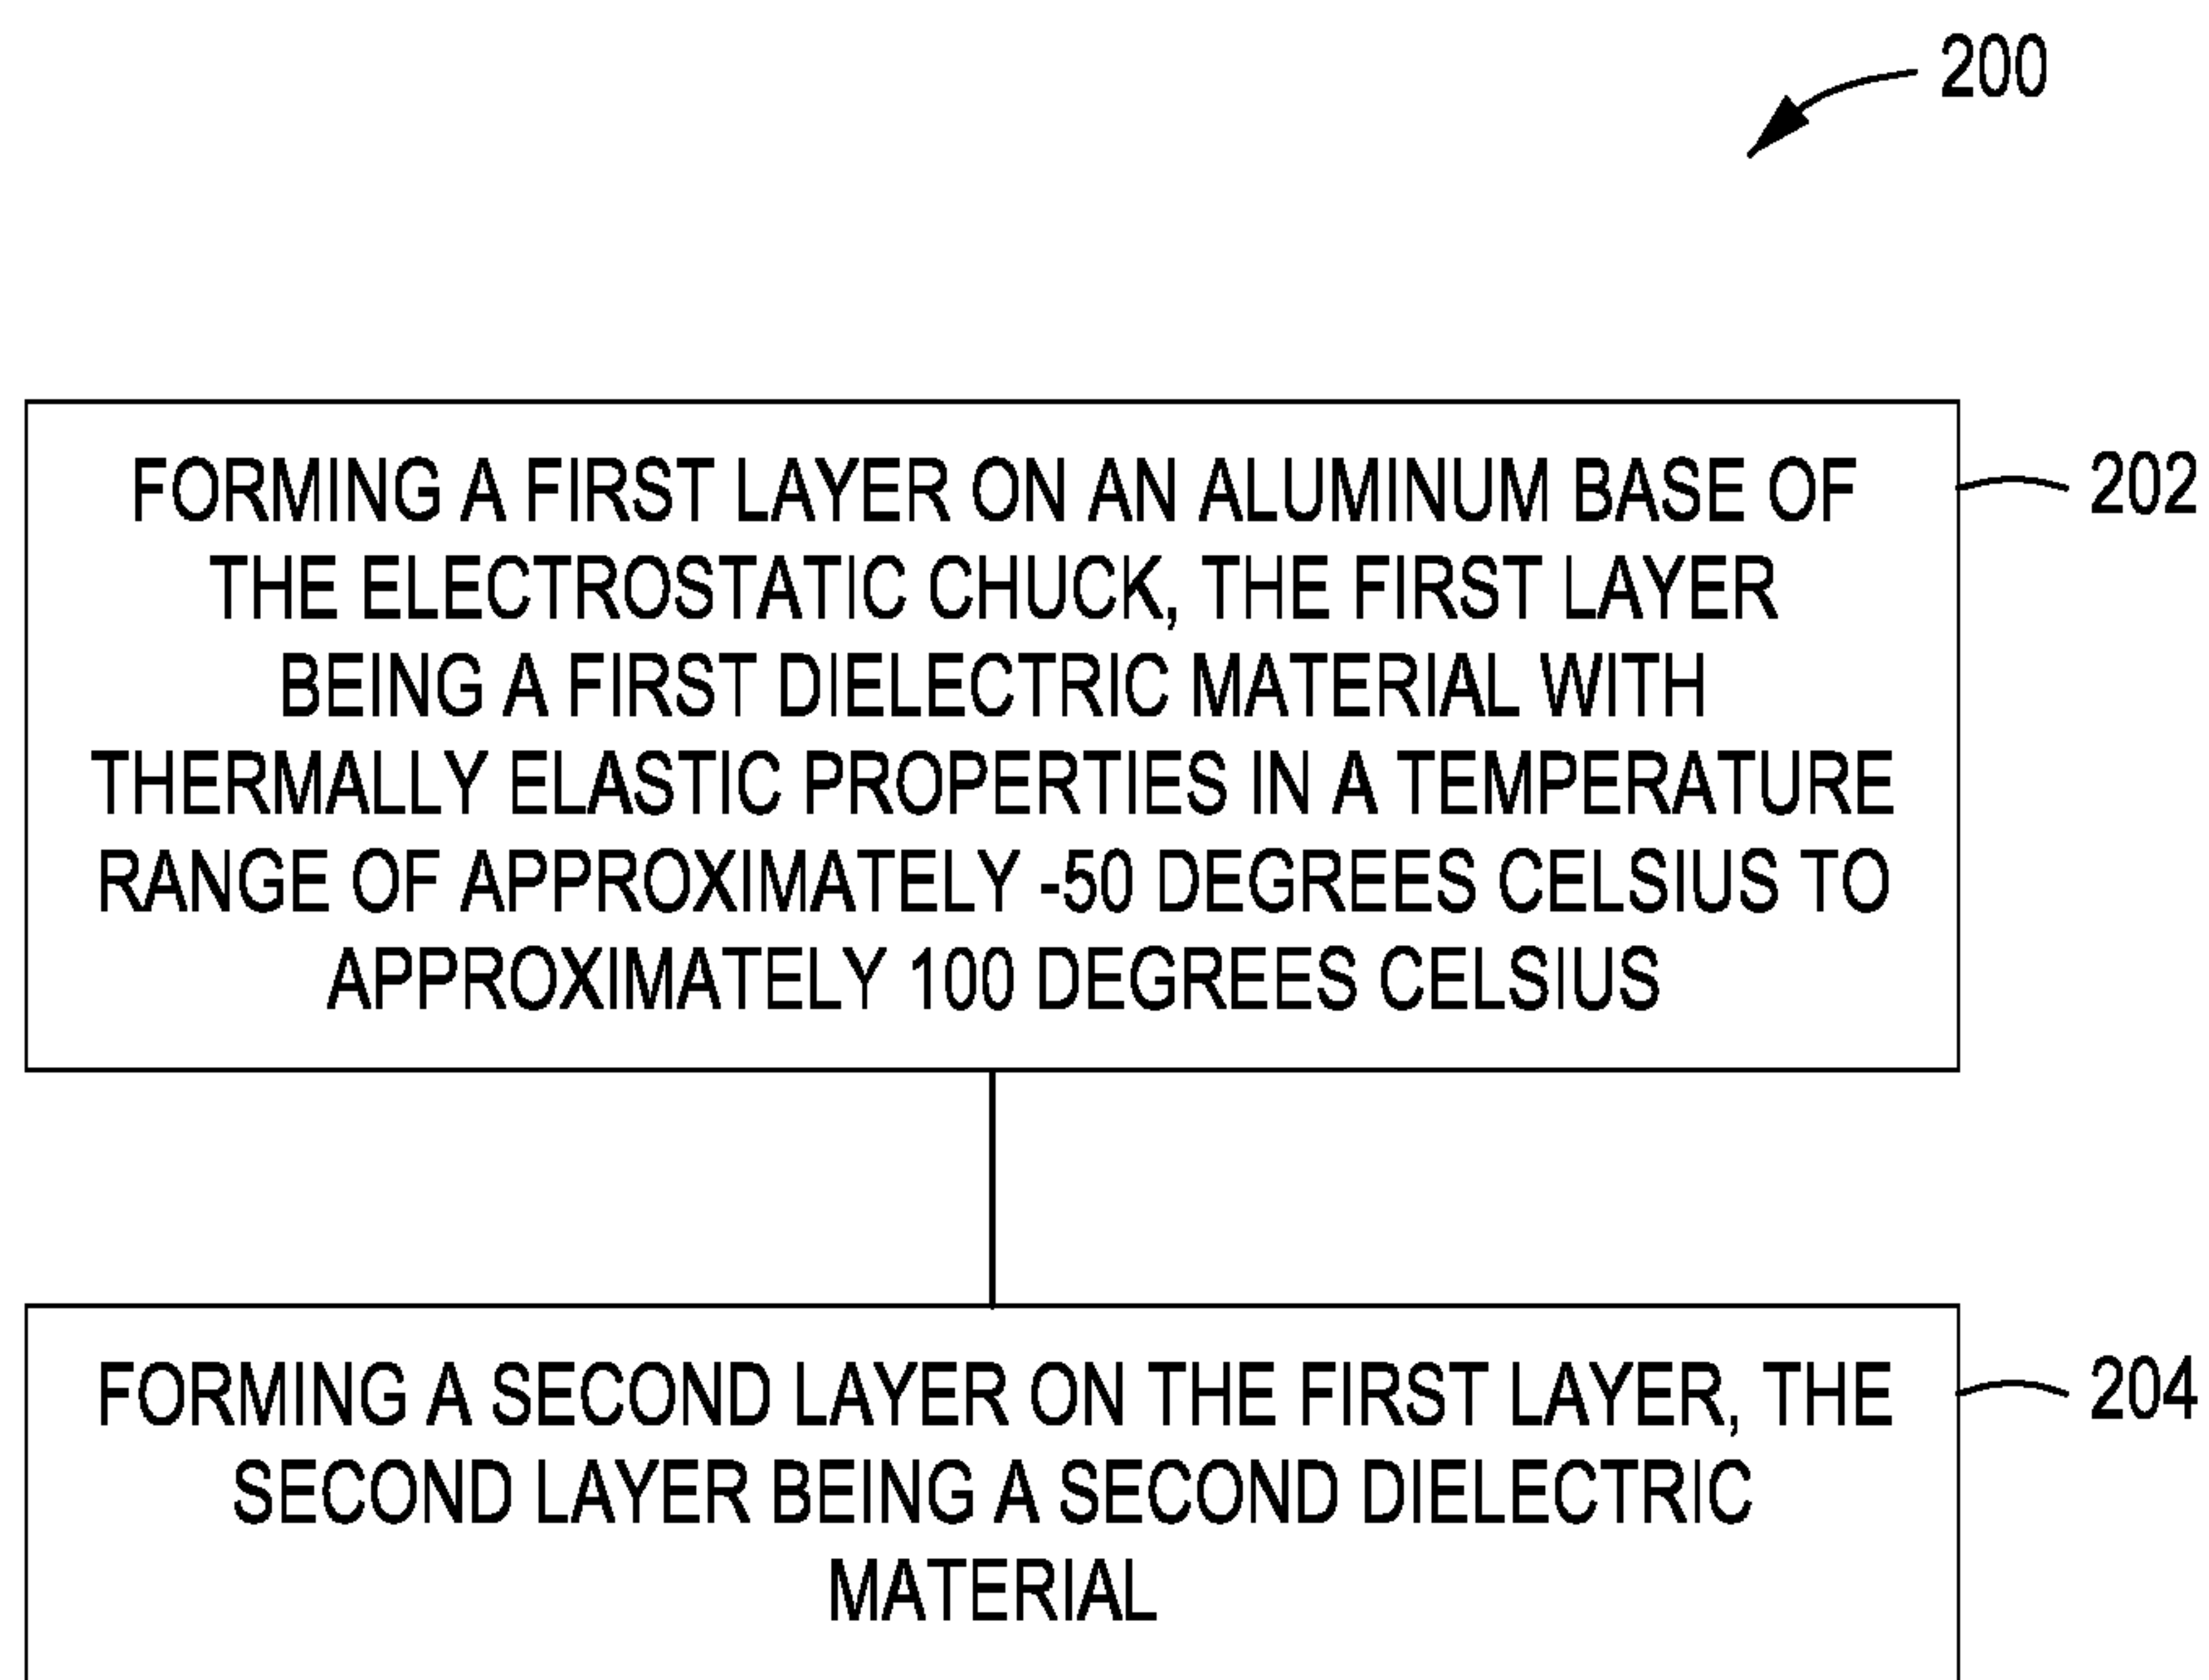 200
FORMING A FIRST LAYER ON AN ALUMINUM BASE OF
THE ELECTROSTATIC CHUCK, THE FIRST LAYER
BEING A FIRST DIELECTRIC MATERIAL WITH
THERMALLY ELASTIC PROPERTIES IN A TEMPERATURE
RANGE OF APPROXIMATELY -50 DEGREES CELSIUS TO
APPROXIMATELY 100 DEGREES CELSIUS
202
FORMING A SECOND LAYER ON THE FIRST LAYER, THE
SECOND LAYER BEING A SECOND DIELECTRIC
MATERIAL
204